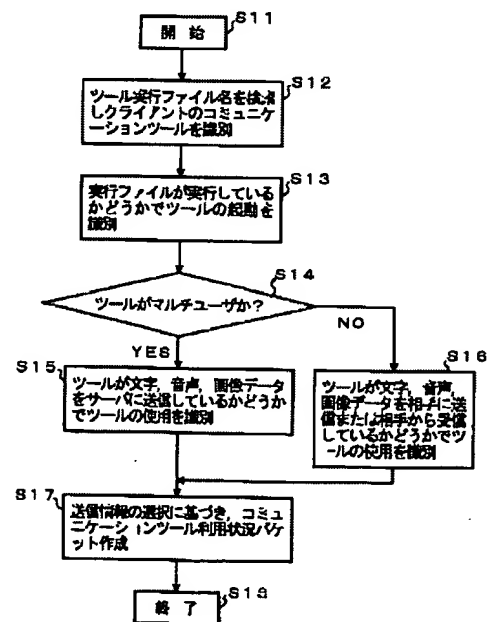 S11
開始
S12
ツール実行ファイル名を検索
しクライアントのコミュニケ
ーションツールを識別
S13
実行ファイルが実行している
かどうかでツールの起動を
識別
S14
ツールがマルチユーザか?
YES
NO
S15
ツールが文字,音声,画像データ
をサーバに送信しているかどうか
でツールの使用を識別
S16
ツールが文字,音声,
画像データを相手に送
信または相手から受信
しているかどうかでツ
ールの使用を識別
S17
送信情報の選択に基づき,コミュ
ニケーションツール利用状況パケ
ット作成
S18
終了